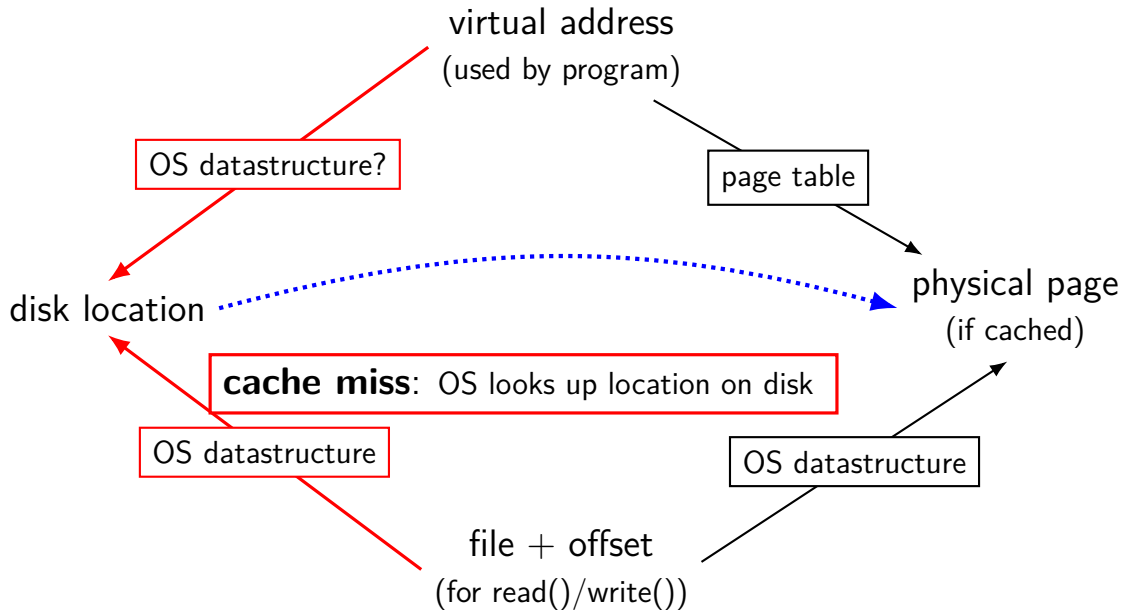 virtual address
(used by program)
OS datastructure?
page table
disk location
physical page
(if cached)
cache miss: OS looks up location on disk
OS datastructure
OS datastructure
file + offset
(for read()/write())